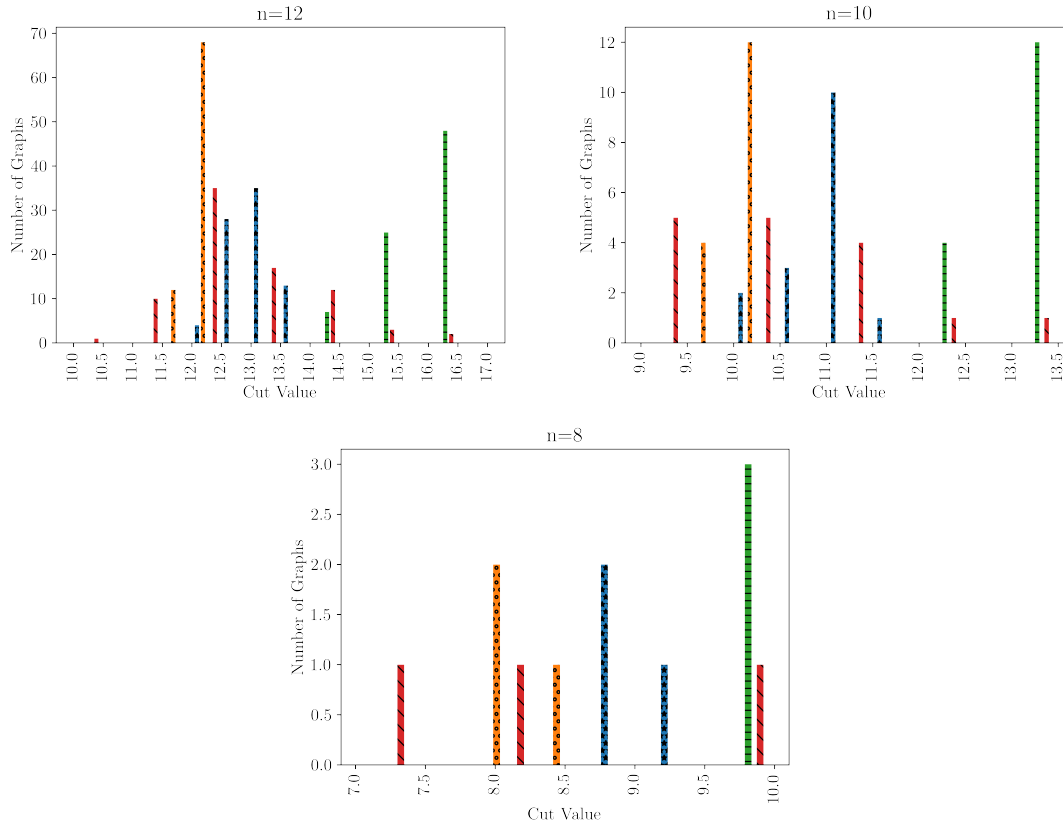 n=12
70
60
50
40
30
20
10
0
Number of Graphs
10.0 10.5 11.0 11.5 12.0 12.5 13.0 13.5 14.0 14.5 15.0 15.5 16.0 16.5 17.0
Cut Value
n=10
12
10
8
6
4
2
0
Number of Graphs
9.0 9.5 10.0 10.5 11.0 11.5 12.0 12.5 13.0 13.5
Cut Value
n=8
3.0
2.5
2.0
1.5
1.0
0.5
0.0
Number of Graphs
7.0 7.5 8.0 8.5 9.0 9.5 10.0
Cut Value